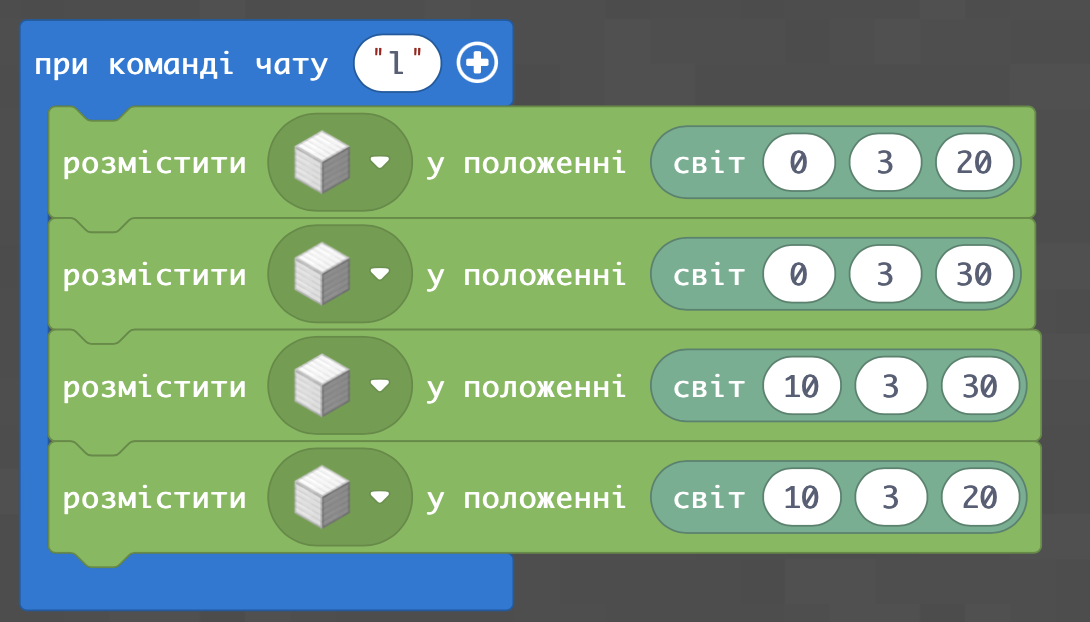 при команді чату "l"
розмістити у положенні світ 0 3 20
розмістити у положенні світ 0 3 30
розмістити у положенні світ 10 3 30
розмістити у положенні світ 10 3 20